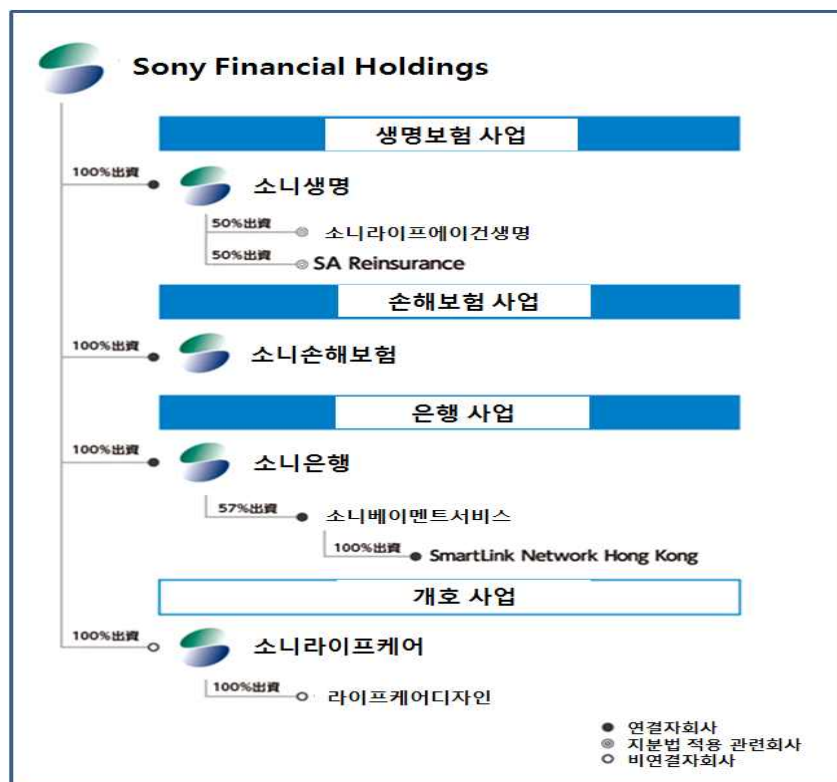 Sony Financial Holdings
생명보험 사업
100%出資
소니생명
50%出資
소니라이프에이건생명
50%出資
SA Reinsurance
손해보험 사업
100%出資
소니손해보험
은행 사업
100%出資
소니은행
57%出資
소니베이멘트서비스
100%出資
SmartLink Network Hong Kong
개호 사업
100%出資
소니라이프케어
100%出資
라이프케어디자인
연결자회사
지분법 적용 관련회사
비연결자회사